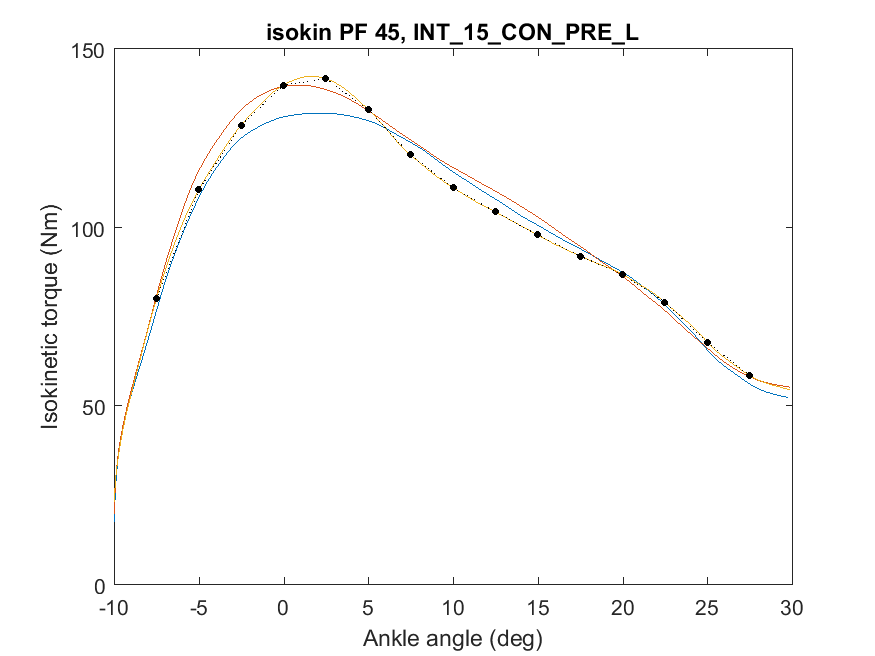 isokin PF 45, INT_15_CON_PRE_L
150
100
50
0
Isokinetic torque (Nm)
-10 -5 0 5 10 15 20 25 30
Ankle angle (deg)